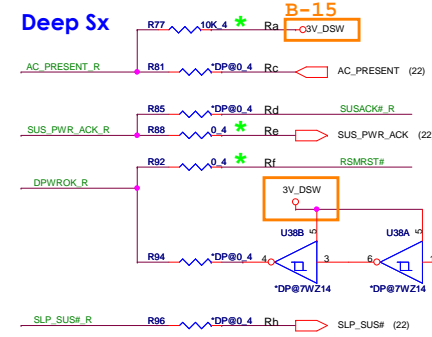 B-15
Deep Sx
R77 10K_4 * Ra 3V_DSW
AC_PRESENT_R R81 *DP@0_4 Rc AC_PRESENT (22)
R85 *DP@0_4 Rd SUSACK#_R
SUS_PWR_ACK_R R88 0_4 * Re SUS_PWR_ACK (22
R92 0_4 * Rf RSMRST#
DPWROK_R 3V_DSW
U38B U38A
5 5
R94 *DP@0_4 4 3 6 1
*DP@7WZ14 *DP@7WZ14
SLP_SUS#_R R96 *DP@0_4 Rh SLP_SUS# (22)